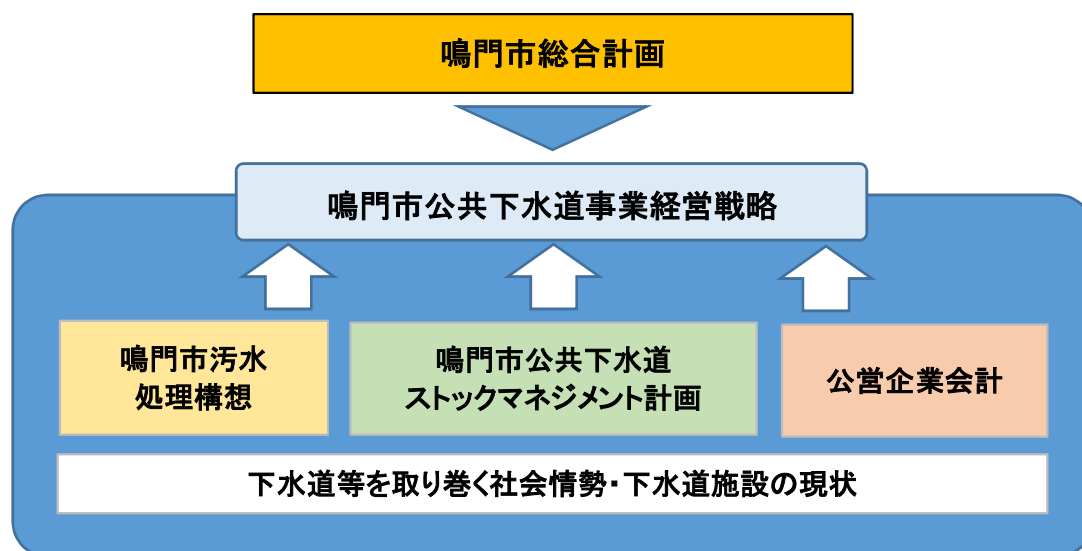 鳴門市総合計画
鳴門市公共下水道事業経営戦略
鳴門市汚水
処理構想
鳴門市公共下水道
ストックマネジメント計画
公営企業会計
下水道等を取り巻く社会情勢・下水道施設の現状